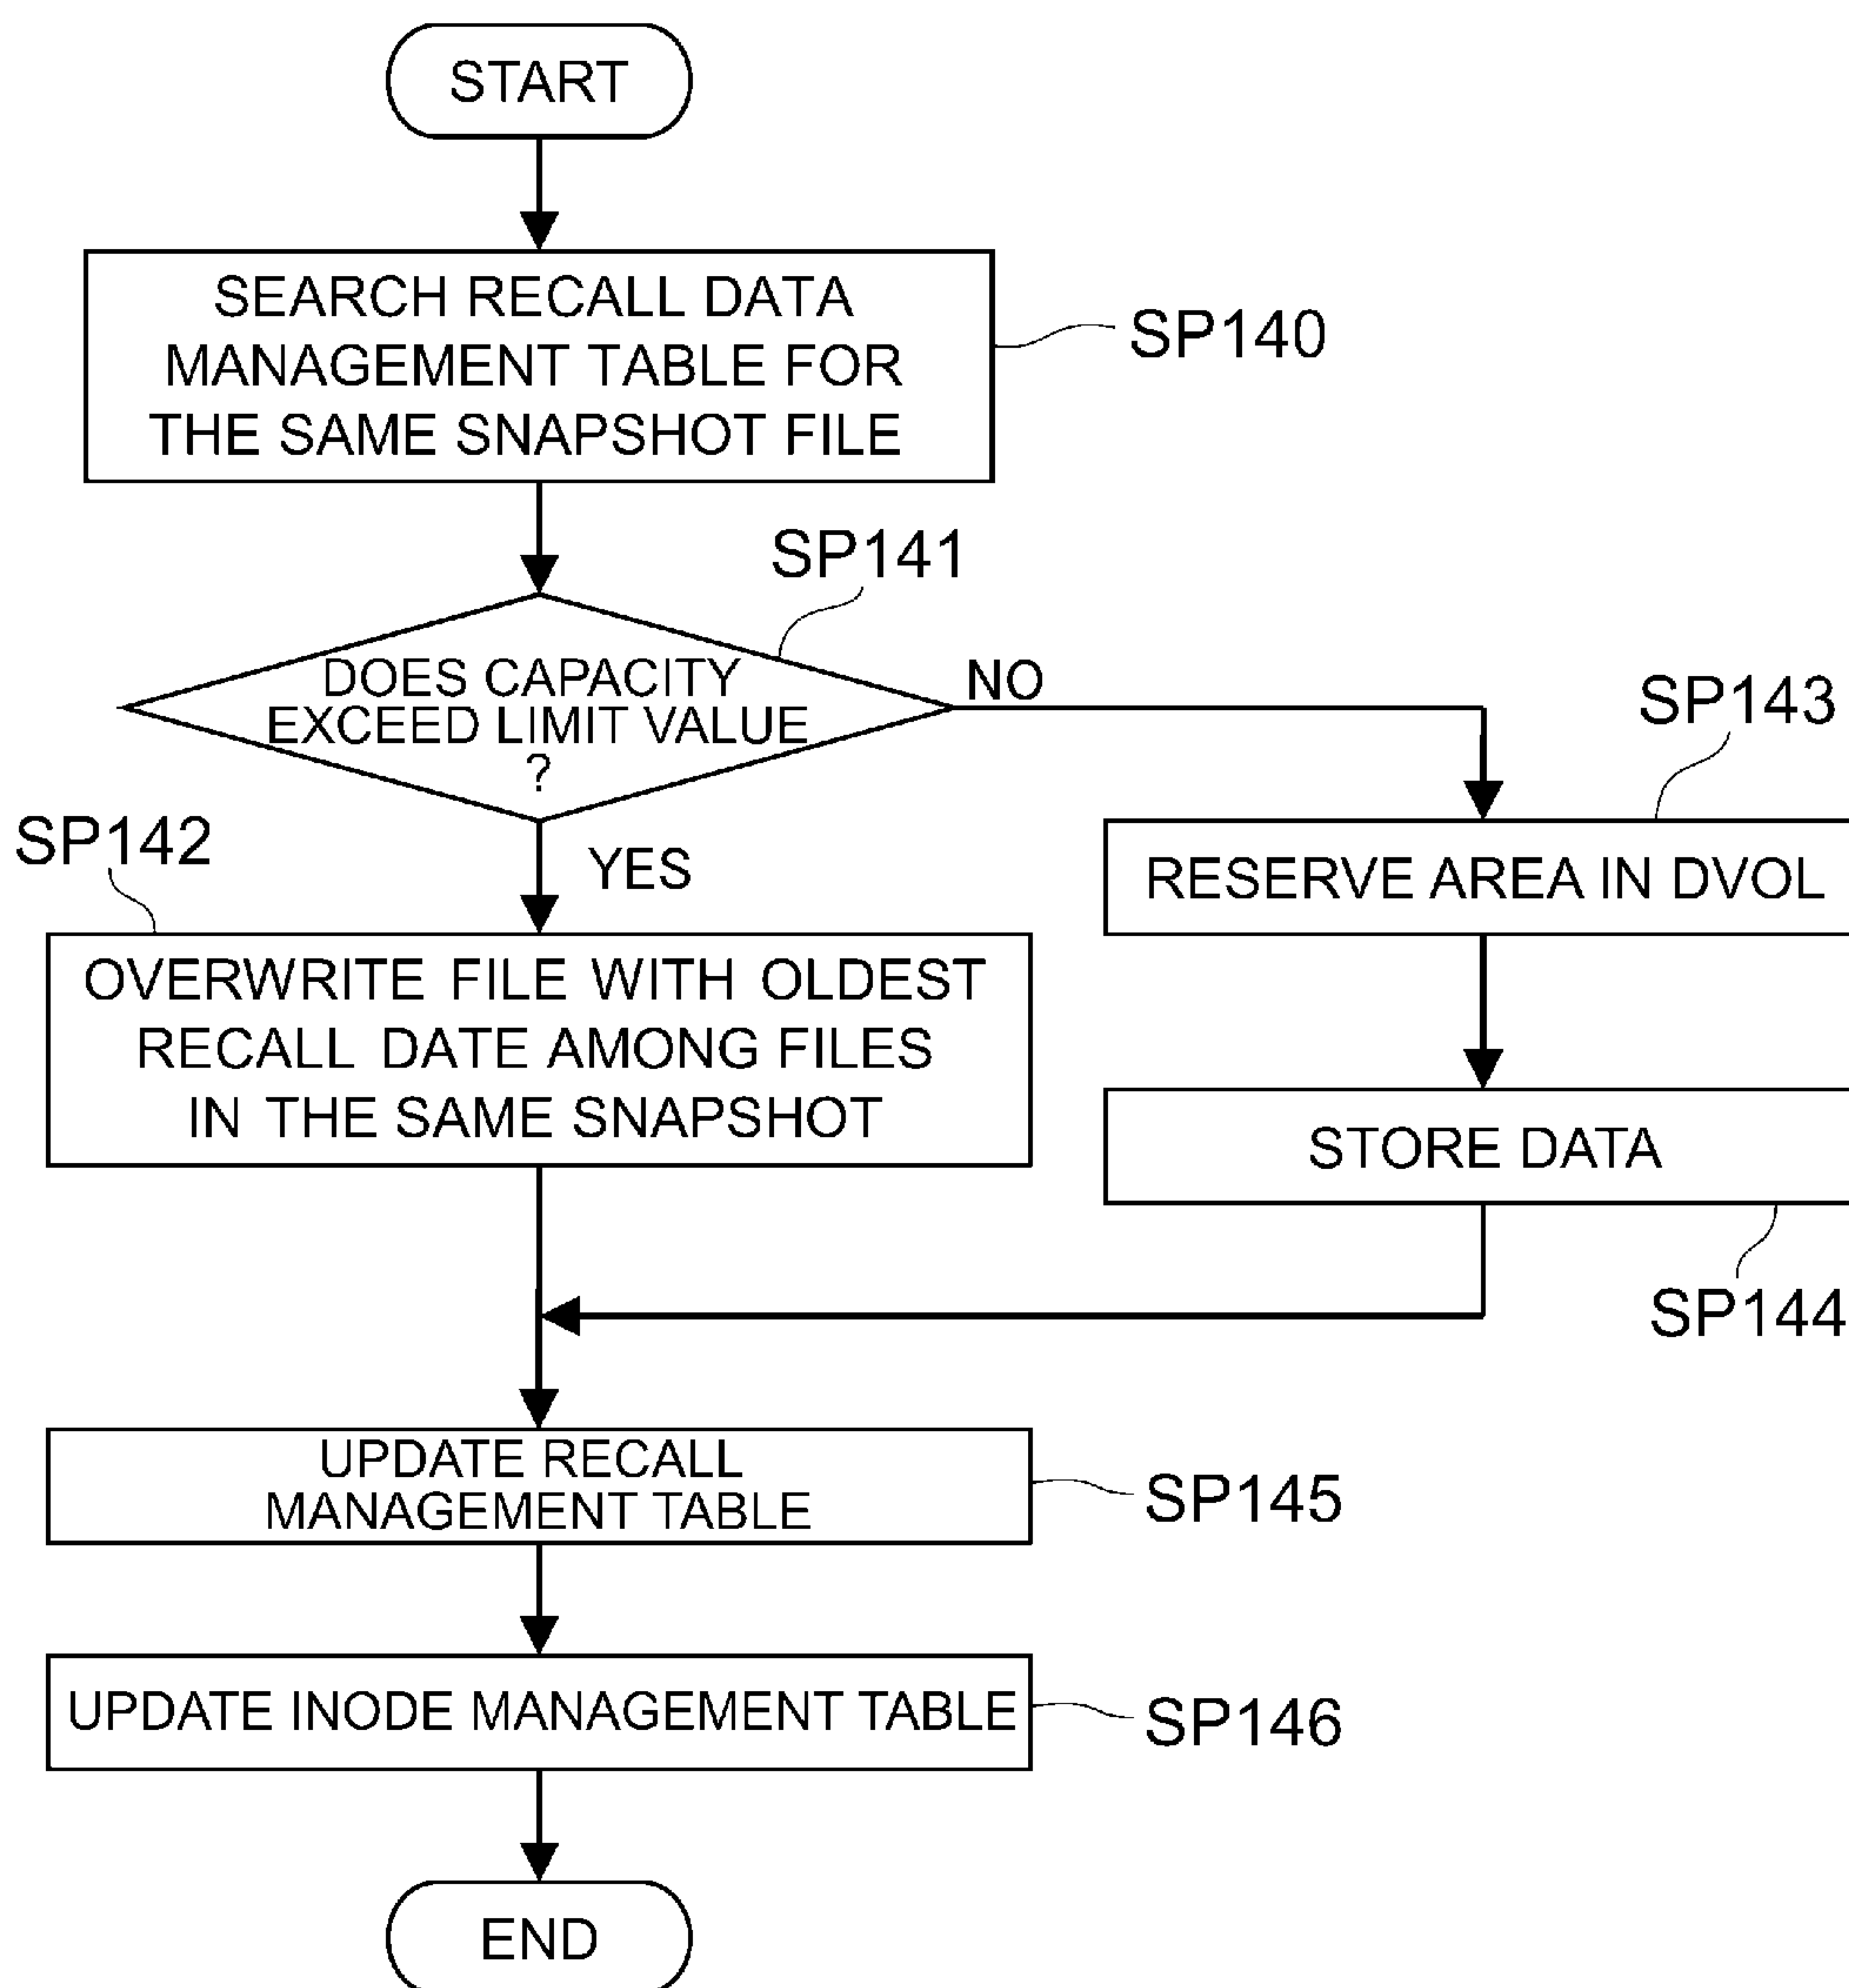 START
SEARCH RECALL DATA
MANAGEMENT TABLE FOR
THE SAME SNAPSHOT FILE
SP140
SP141
DOES CAPACITY
EXCEED LIMIT VALUE
?
NO
SP143
SP142
YES
RESERVE AREA IN DVOL
OVERWRITE FILE WITH OLDEST
RECALL DATE AMONG FILES
IN THE SAME SNAPSHOT
STORE DATA
SP144
UPDATE RECALL
MANAGEMENT TABLE
SP145
UPDATE INODE MANAGEMENT TABLE
SP146
END